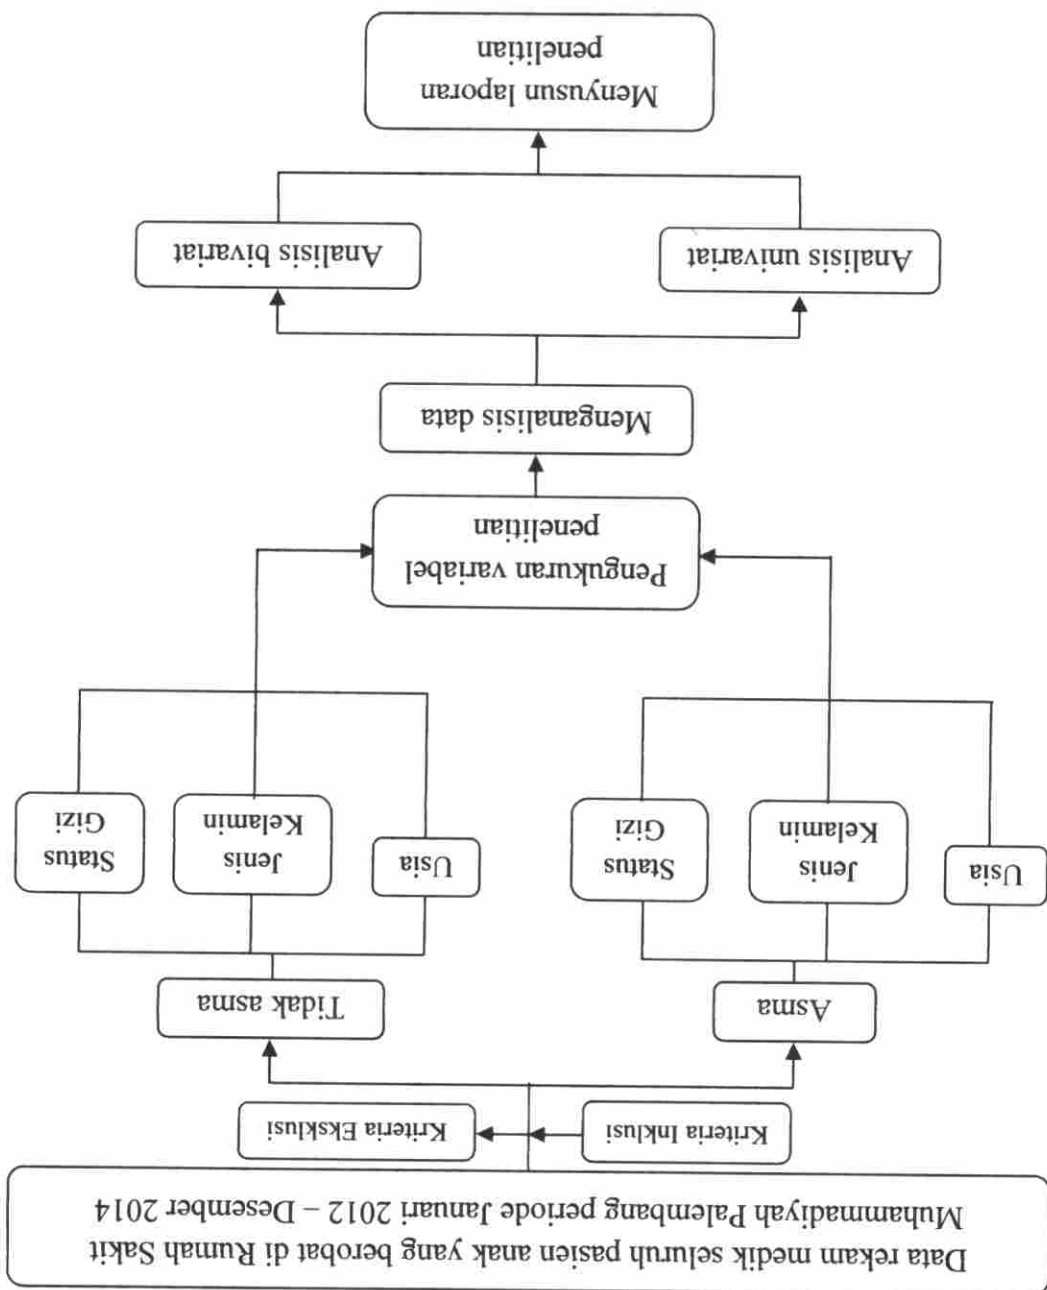 Data rekam medik seluruh pasien anak yang berobat di Rumah Sakit
Muhammadiyah Palembang periode Januari 2012 – Desember 2014
Kriteria Inklusi
Kriteria Eksklusi
Asma
Tidak asma
Usia
Jenis
Kelamin
Status
Gizi
Usia
Jenis
Kelamin
Status
Gizi
Pengukuran variabel
penelitian
Menganalisis data
Analisis univariat
Analisis bivariat
Menyusun laporan
penelitian